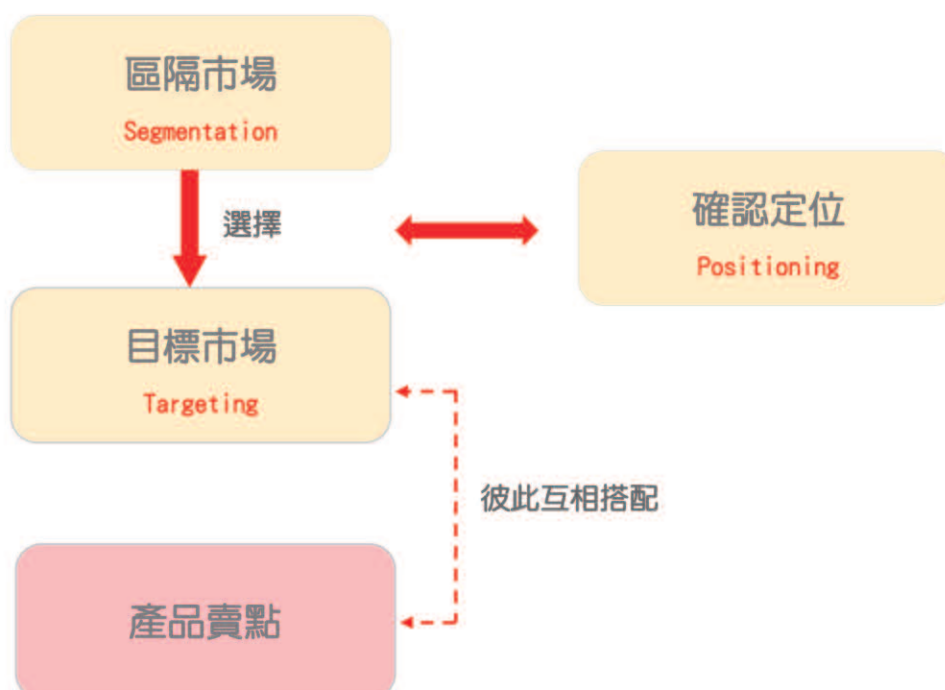 區隔市場
Segmentation
選擇
確認定位
Positioning
目標市場
Targeting
彼此互相搭配
產品賣點